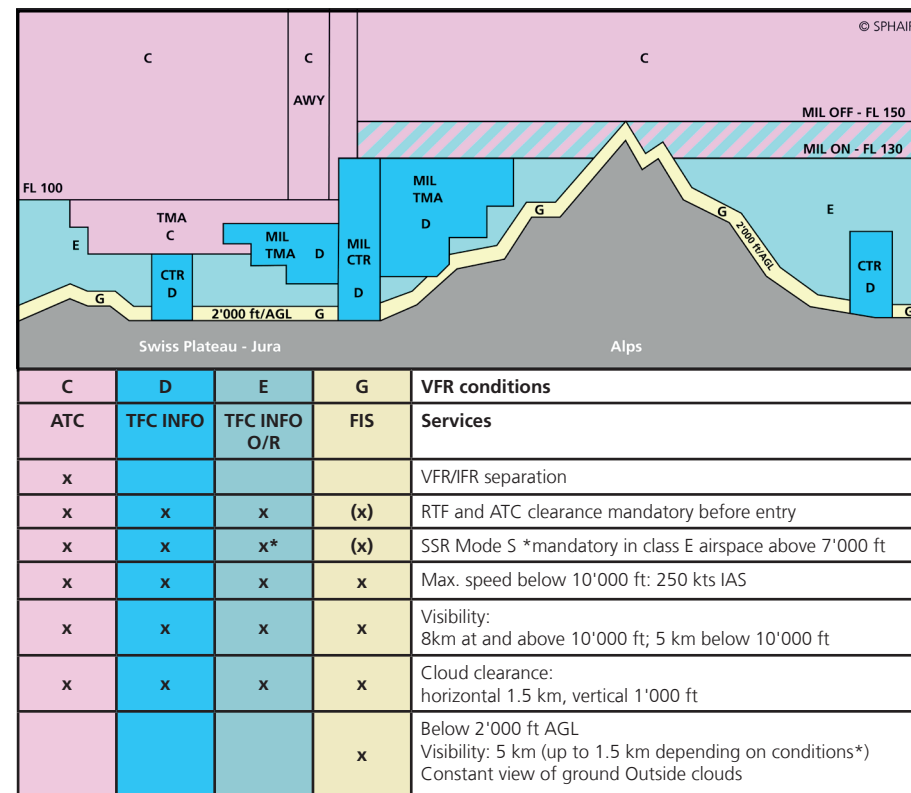 © SPHAIR
C
C
C
AWY
MIL OFF - FL 150
MIL ON - FL 130
FL 100
MIL
TMA
D
TMA
C
G
G
E
E
MIL
TMA D
MIL
CTR
D
2'000 ft/AGL
CTR
D
CTR
D
G
2'000 ft/AGL G
G
Swiss Plateau - Jura
Alps
C D E G VFR conditions
ATC TFC INFO TFC INFO O/R FIS Services
x VFR/IFR separation
x x x (x) RTF and ATC clearance mandatory before entry
x x x* (x) SSR Mode S *mandatory in class E airspace above 7'000 ft
x x x x Max. speed below 10'000 ft: 250 kts IAS
x x x x Visibility:
8km at and above 10'000 ft; 5 km below 10'000 ft
x x x x Cloud clearance:
horizontal 1.5 km, vertical 1'000 ft
x Below 2'000 ft AGL
Visibility: 5 km (up to 1.5 km depending on conditions*)
Constant view of ground Outside clouds